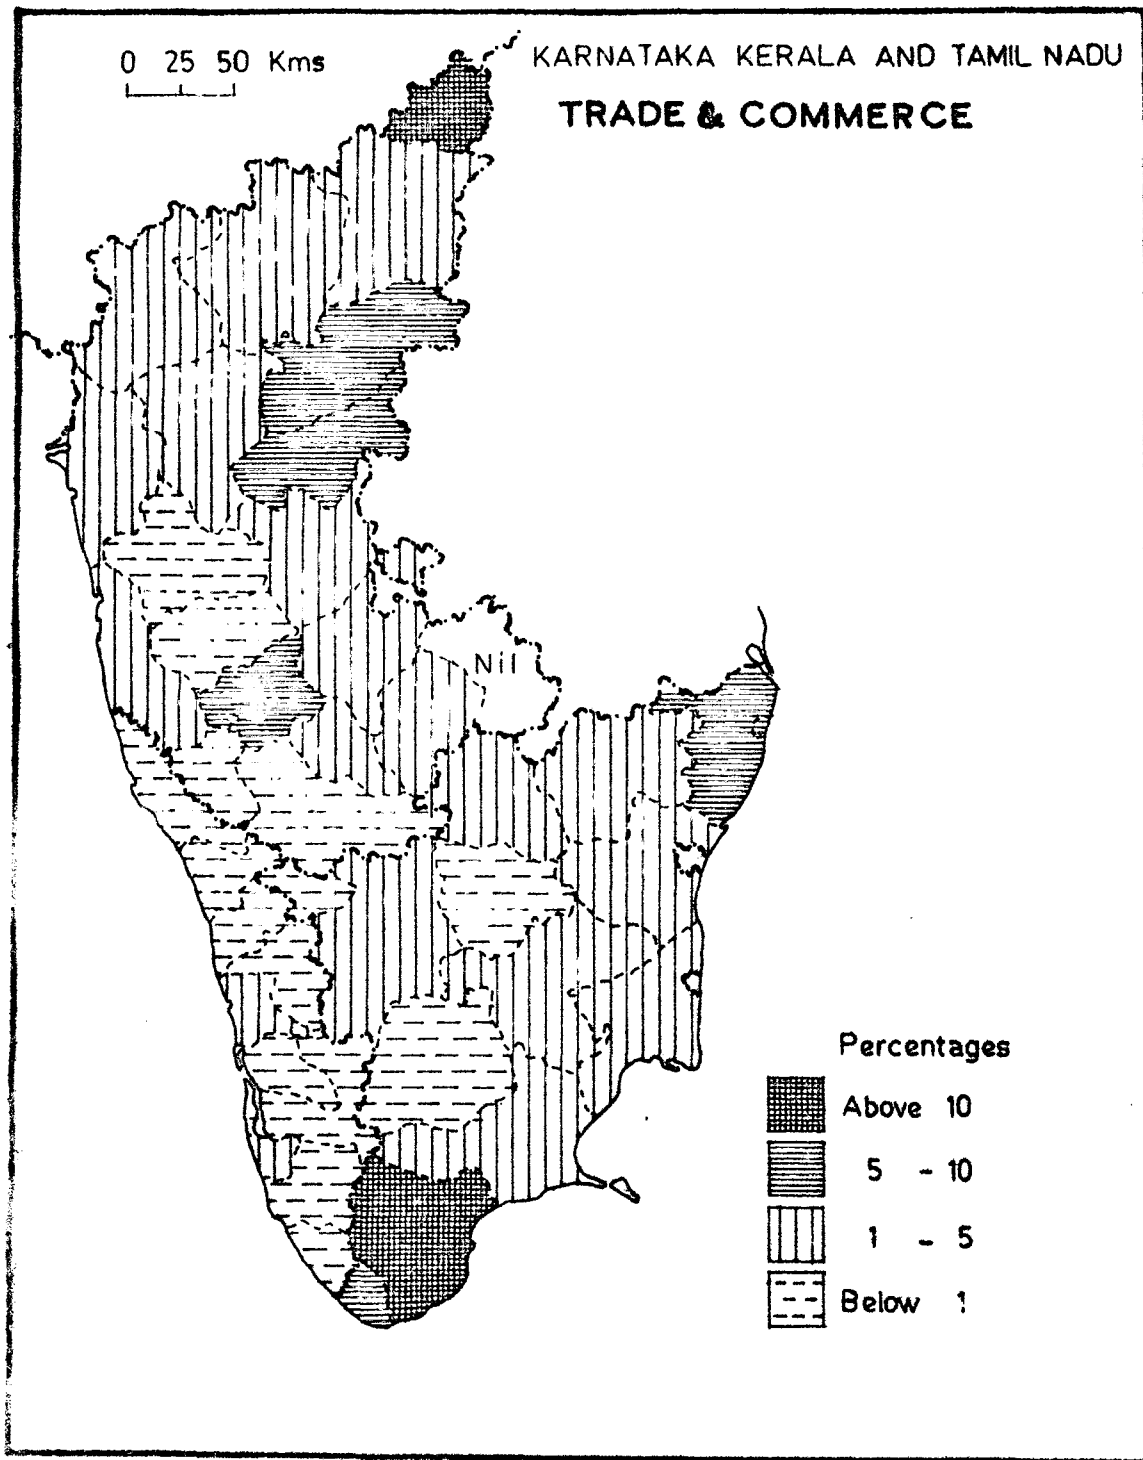 0 25 50 Kms
KARNATAKA KERALA AND TAMIL NADU
TRADE & COMMERCE
Nil
Percentages
Above 10
5 - 10
1 - 5
Below 1